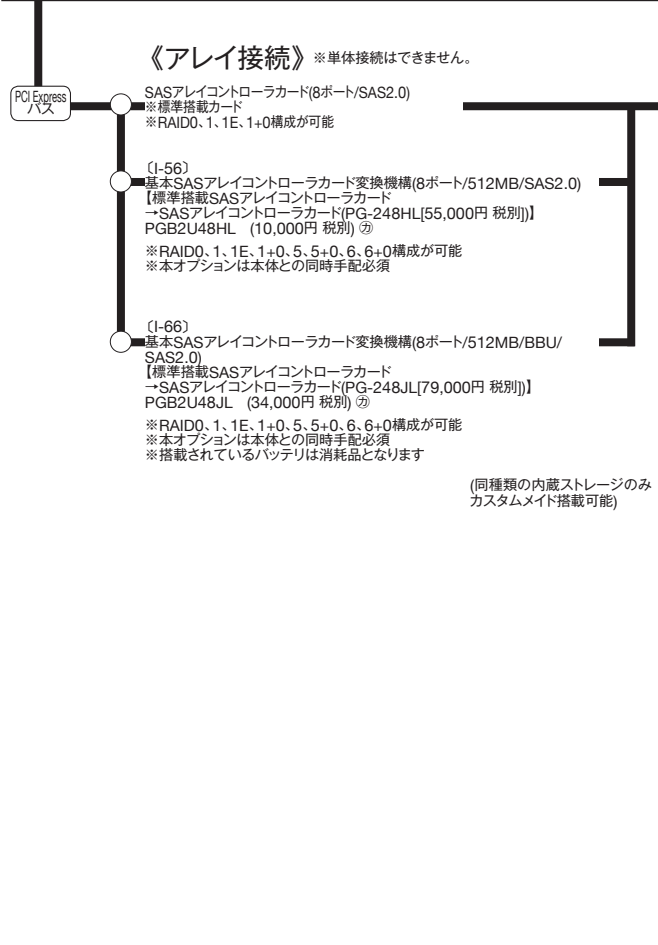 《アレイ接続》 ※単体接続はできません。
PCI Express
バス
SASアレイコントローラカード(8ポート/SAS2.0)
※標準搭載カード
※RAID0、1、1E、1+0構成が可能
〔I-56〕
基本SASアレイコントローラカード変換機構(8ポート/512MB/SAS2.0)
【標準搭載SASアレイコントローラカード
→SASアレイコントローラカード(PG-248HL[55,000円 税別])】
PGB2U48HL (10,000円 税別) ㋕
※RAID0、1、1E、1+0、5、5+0、6、6+0構成が可能
※本オプションは本体との同時手配必須
〔I-66〕
基本SASアレイコントローラカード変換機構(8ポート/512MB/BBU/
SAS2.0)
【標準搭載SASアレイコントローラカード
→SASアレイコントローラカード(PG-248JL[79,000円 税別])】
PGB2U48JL (34,000円 税別) ㋕
※RAID0、1、1E、1+0、5、5+0、6、6+0構成が可能
※本オプションは本体との同時手配必須
※搭載されているバッテリは消耗品となります
(同種類の内蔵ストレージのみ
カスタムメイド搭載可能)